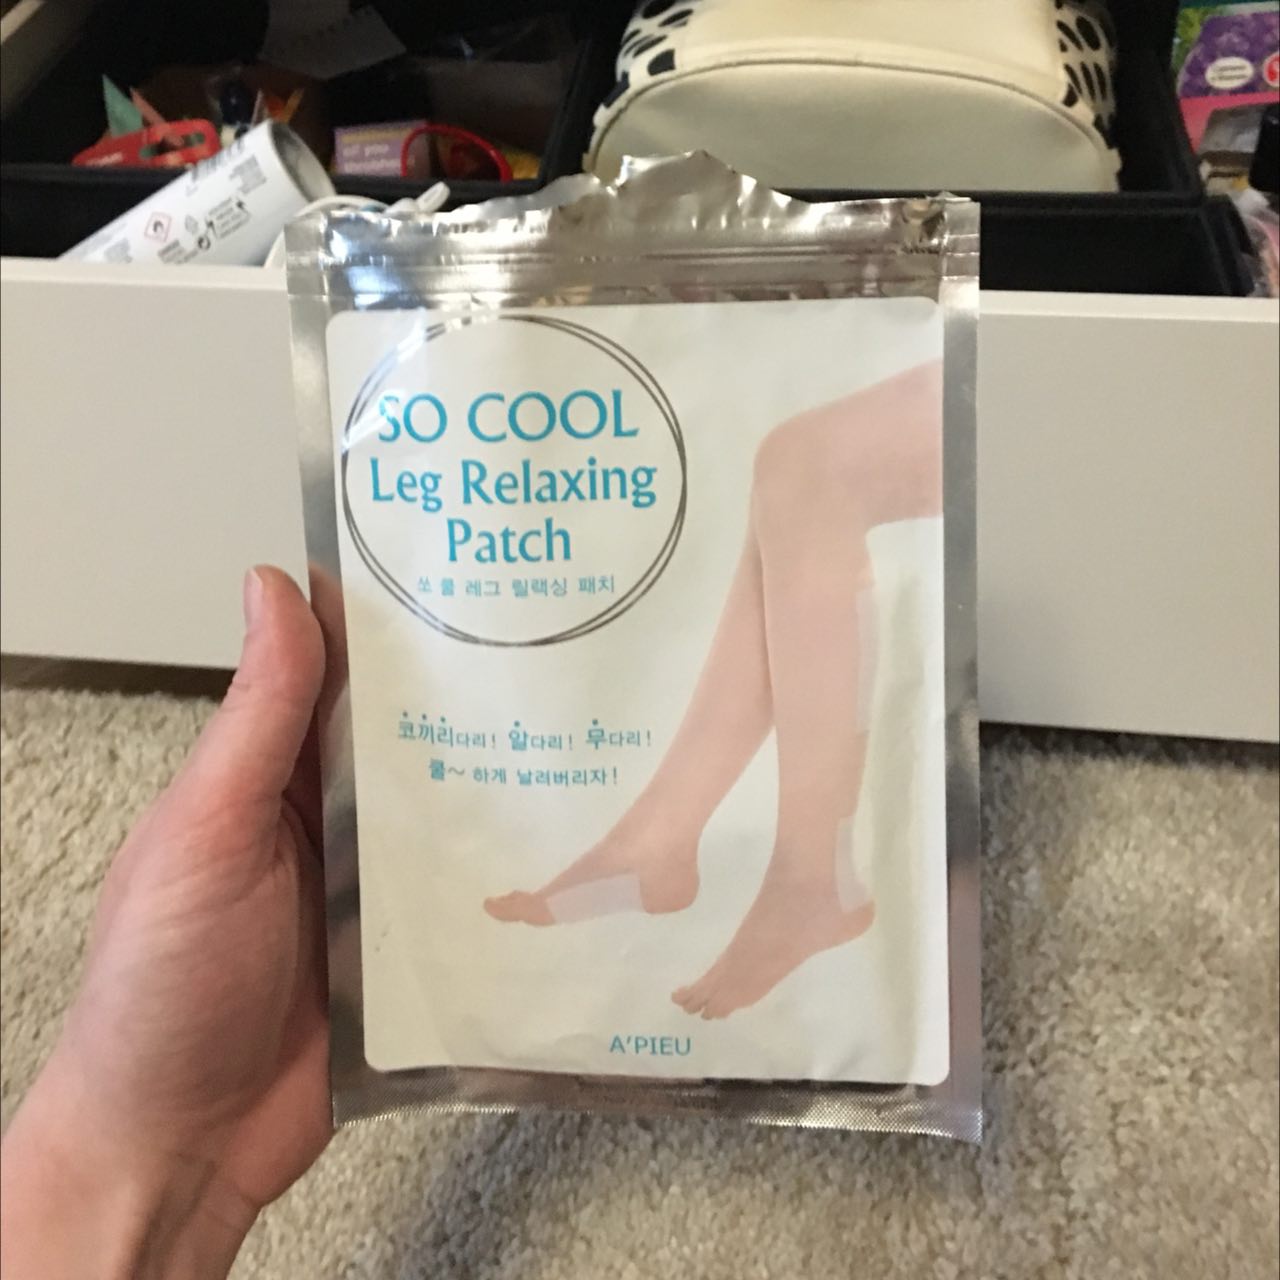 SO COOL
Leg Relaxing
Patch
쏘 쿨 레그 릴랙싱 패치
코끼리다리! 알다리! 무다리!
쿨~ 하게 날려버리자!
A'PIEU